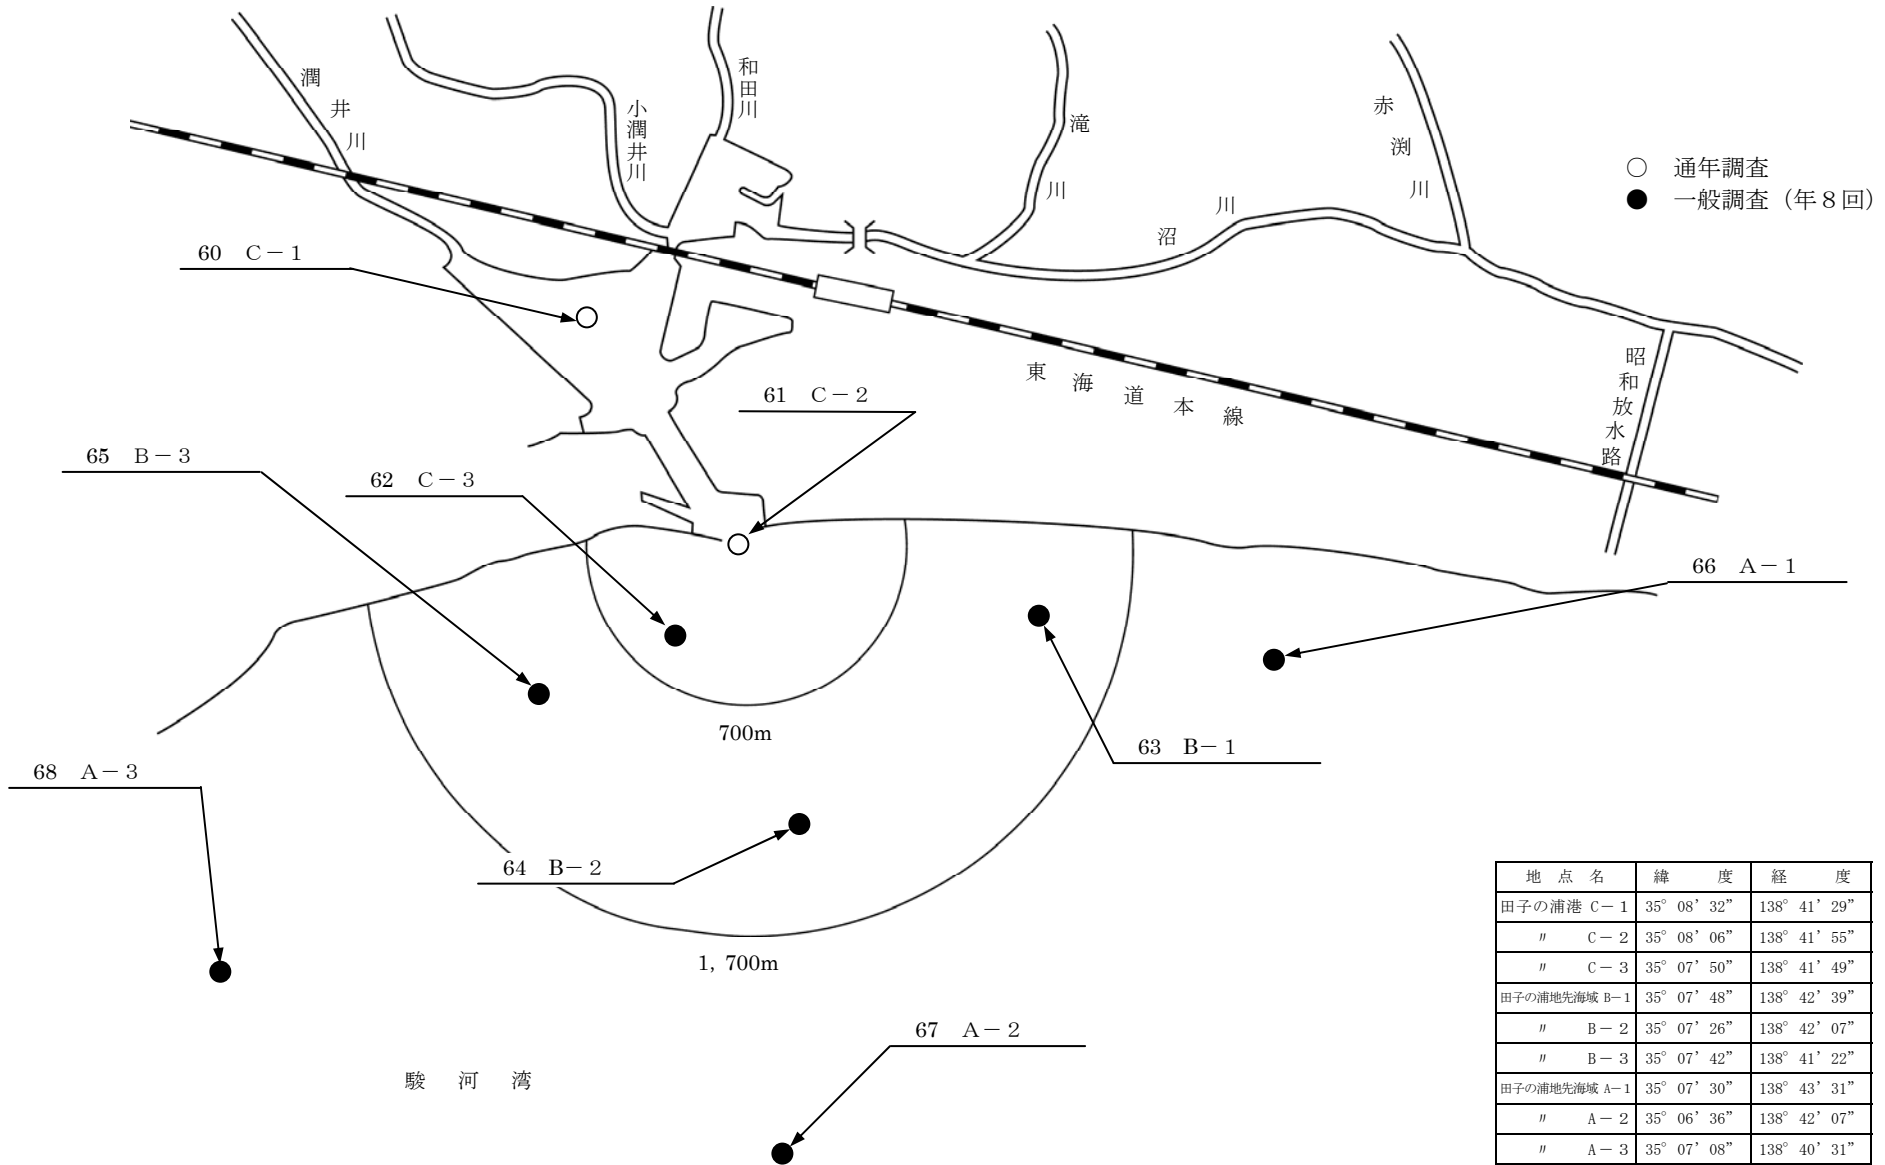 潤井川
小潤井川
和田川
滝川
沼川
赤渕川
○ 通年調査
● 一般調査（年８回）
60 C－1
61 C－2
東海道本線
昭和放水路
65 B－3
62 C－3
66 A－1
700m
63 B－1
68 A－3
64 B－2
1,700m
67 A－2
駿河湾
地点名 緯度 経度
田子の浦港 C－1 35°08’32” 138°41’29”
〃 C－2 35°08’06” 138°41’55”
〃 C－3 35°07’50” 138°41’49”
田子の浦地先海域 B－1 35°07’48” 138°42’39”
〃 B－2 35°07’26” 138°42’07”
〃 B－3 35°07’42” 138°41’22”
田子の浦地先海域 A－1 35°07’30” 138°43’31”
〃 A－2 35°06’36” 138°42’07”
〃 A－3 35°07’08” 138°40’31”